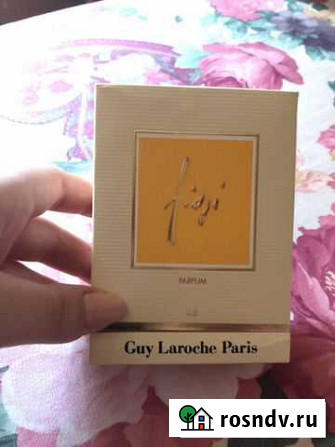 fidji
PARFUM
Guy Laroche Paris
rosndv.ru